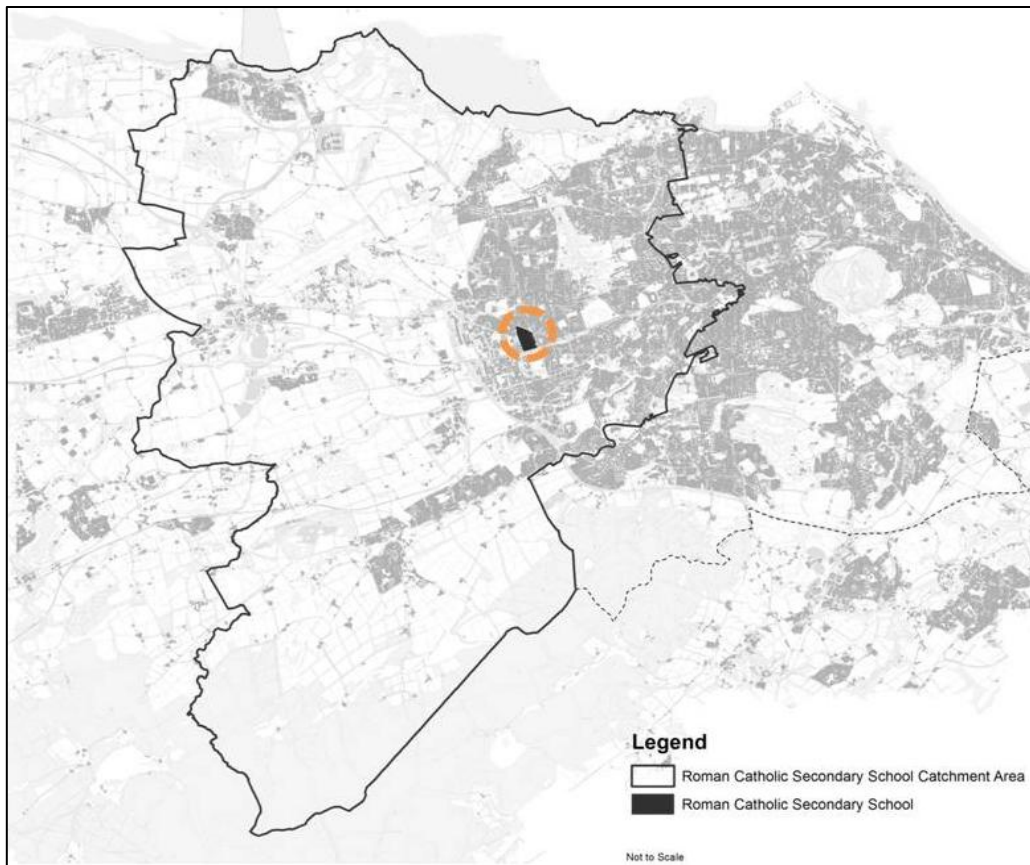 Legend
Roman Catholic Secondary School Catchment Area
Roman Catholic Secondary School
Not to Scale